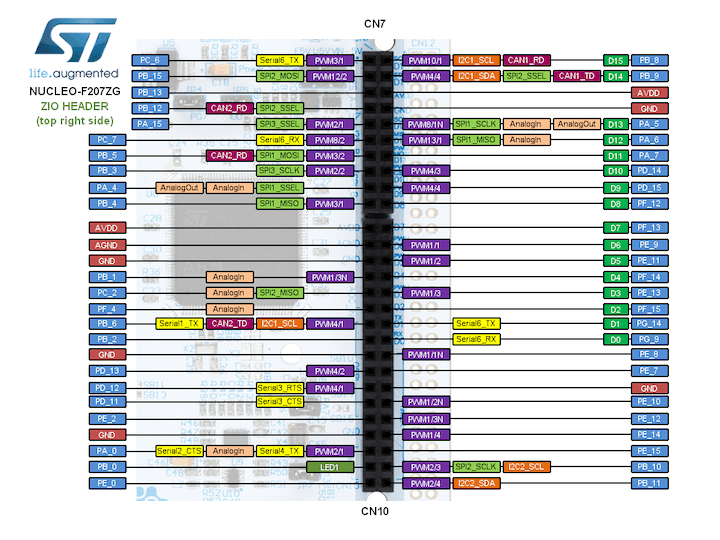 CN7
ST
life.augmented
NUCLEO-F207ZG
ZIO HEADER
(top right side)
PC_6 Serial6_TX PWM3/1 PWM10/1 I2C1_SCL CAN1_RD D15 PB_8
PB_15 SPI2_MOSI PWM12/2 PWM4/4 I2C1_SDA SPI2_SSEL CAN1_TD D14 PB_9
PB_13 AVDD
PB_12 CAN2_RD SPI2_SSEL GND
PA_15 SPI3_SSEL PWM2/1 PWM8/1N SPI1_SCLK AnalogIn AnalogOut D13 PA_5
PC_7 Serial6_RX PWM8/2 PWM13/1 SPI1_MISO AnalogIn D12 PA_6
PB_5 CAN2_RD SPI1_MOSI PWM3/2 D11 PA_7
PB_3 SPI3_SCLK PWM2/2 PWM4/3 D10 PD_14
PA_4 AnalogOut AnalogIn SPI1_SSEL PWM4/4 D9 PD_15
PB_4 SPI1_MISO PWM3/1 D8 PF_12
AVDD D7 PF_13
AGND PWM1/1 D6 PE_9
GND PWM1/2 D5 PE_11
PB_1 AnalogIn PWM1/3N D4 PF_14
PC_2 AnalogIn SPI2_MISO PWM1/3 D3 PE_13
PF_4 AnalogIn D2 PF_15
PB_6 Serial1_TX CAN2_TD I2C1_SCL PWM4/1 Serial6_TX D1 PG_14
PB_2 Serial6_RX D0 PG_9
GND PWM1/1N PE_8
PD_13 PWM4/2 PE_7
PD_12 Serial3_RTS PWM4/1 GND
PD_11 Serial3_CTS PWM1/2N PE_10
PE_2 PWM1/3N PE_12
GND PWM1/4 PE_14
PA_0 Serial2_CTS AnalogIn Serial4_TX PWM2/1 PE_15
PB_0 LED1 PWM2/3 SPI2_SCLK I2C2_SCL PB_10
PE_0 PWM2/4 I2C2_SDA PB_11
CN10